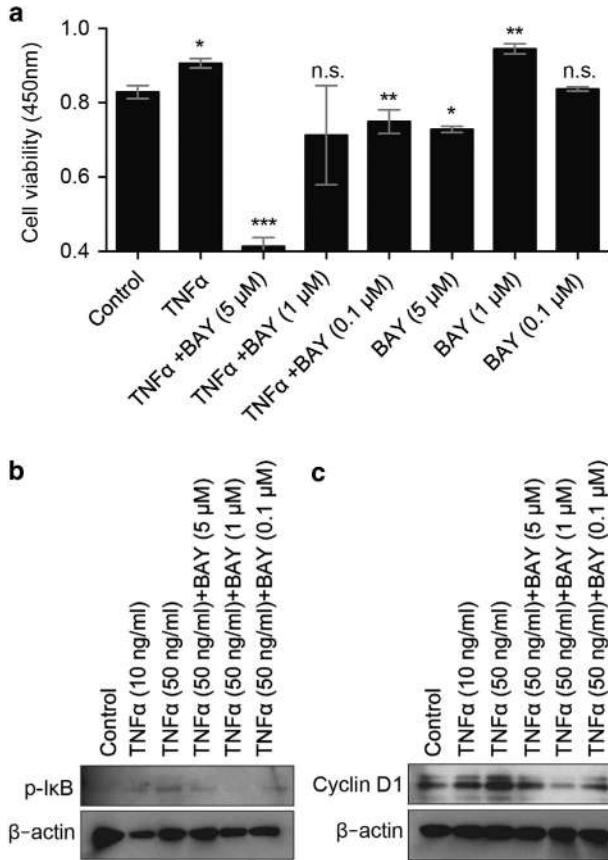 a
Cell viability (450nm)
1.0
0.8
0.6
0.4
*
***
n.s.
**
*
**
n.s.
Control
TNFα
TNFα +BAY (5 µM)
TNFα +BAY (1 µM)
TNFα +BAY (0.1 µM)
BAY (5 µM)
BAY (1 µM)
BAY (0.1 µM)
b
Control
TNFα (10 ng/ml)
TNFα (50 ng/ml)
TNFα (50 ng/ml)+BAY (5 µM)
TNFα (50 ng/ml)+BAY (1 µM)
TNFα (50 ng/ml)+BAY (0.1 µM)
p-IκB
β-actin
c
Control
TNFα (10 ng/ml)
TNFα (50 ng/ml)
TNFα (50 ng/ml)+BAY (5 µM)
TNFα (50 ng/ml)+BAY (1 µM)
TNFα (50 ng/ml)+BAY (0.1 µM)
Cyclin D1
β-actin